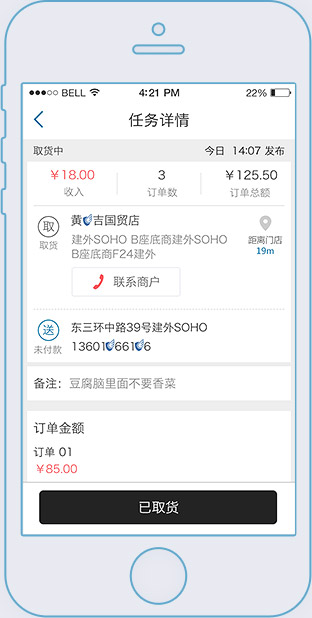 BELL 4:21 PM 22%
任务详情
取货中 今日 14:07 发布
￥18.00 3 ￥125.50
收入 订单数 订单总额
取 黄吉国贸店
取货 建外SOHO B座底商建外SOHO 距离门店
B座底商F24建外 19m
联系商户
送 东三环中路39号建外SOHO
未付款 136016616
备注： 豆腐脑里面不要香菜
订单金额
订单 01
￥85.00
已取货